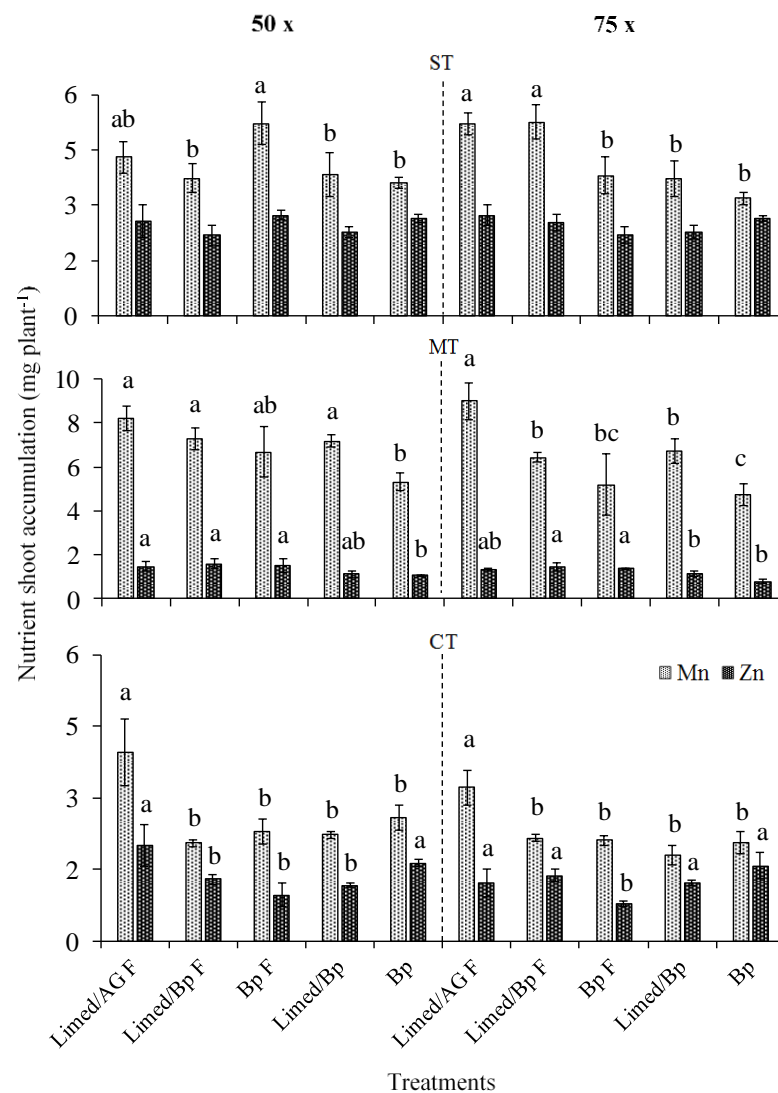 50 x 75 x
ST
6
5
3
2
0
ab b a b b a a b b b
MT
10
8
6
4
2
0
a a ab a b a b bc b c
a a a ab b ab a a b b
CT
6
5
3
2
0
Mn Zn
a b b b b a b b b b
a b b b a a a b a a
Nutrient shoot accumulation (mg plant⁻¹)
Limed/AG F
Limed/Bp F
Bp F
Limed/Bp
Bp
Limed/AG F
Limed/Bp F
Bp F
Limed/Bp
Bp
Treatments